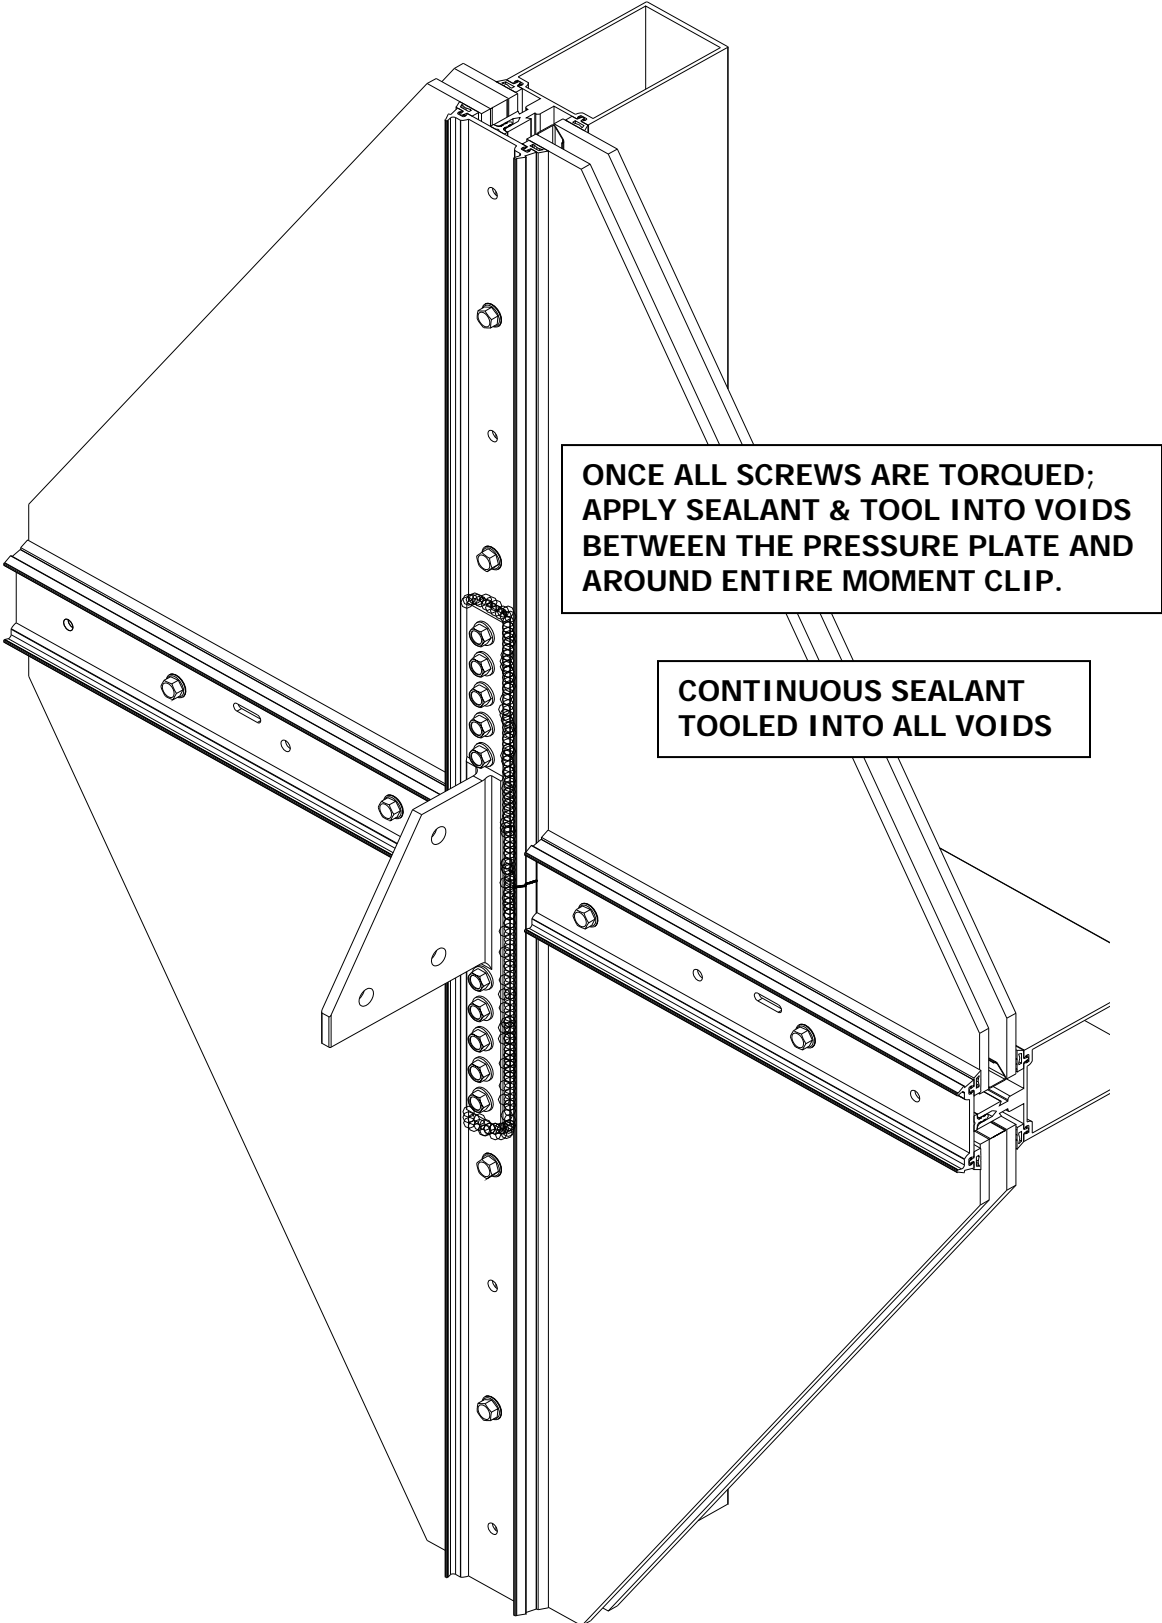 ONCE ALL SCREWS ARE TORQUED;
APPLY SEALANT & TOOL INTO VOIDS
BETWEEN THE PRESSURE PLATE AND
AROUND ENTIRE MOMENT CLIP.
CONTINUOUS SEALANT
TOOLED INTO ALL VOIDS